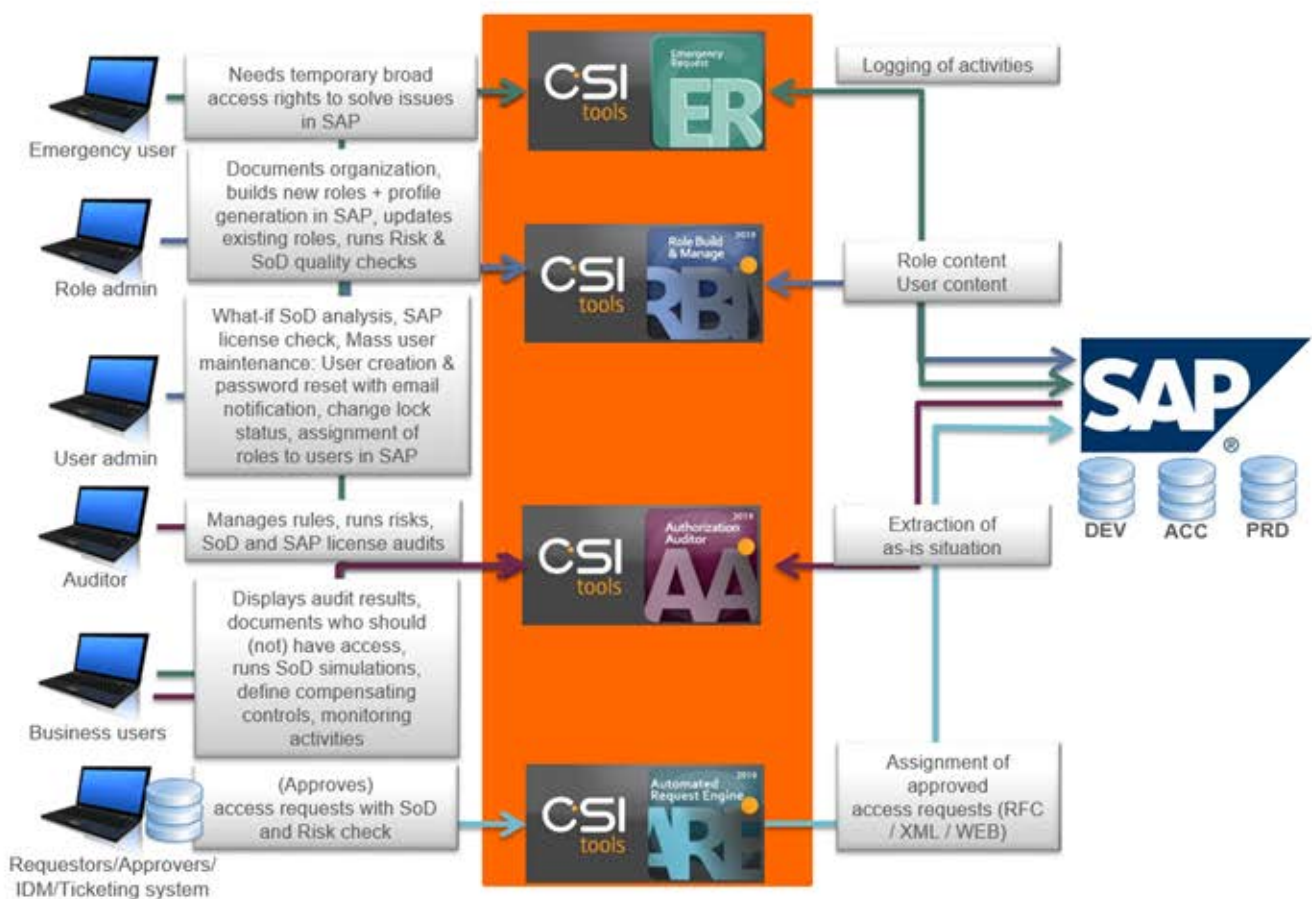 Needs temporary broad
access rights to solve issues
in SAP
Emergency user
CSI
tools
Emergency
Request
ER
Logging of activities
Documents organization,
builds new roles + profile
generation in SAP, updates
existing roles, runs Risk &
SoD quality checks
Role admin
CSI
tools
2019
Role Build
& Manage
RBM
Role content
User content
What-if SoD analysis, SAP
license check, Mass user
maintenance: User creation &
password reset with email
notification, change lock
status, assignment of
roles to users in SAP
User admin
SAP
®
DEV
ACC
PRD
Manages rules, runs risks,
SoD and SAP license audits
Auditor
CSI
tools
2019
Authorization
Auditor
AA
Extraction of
as-is situation
Displays audit results,
documents who should
(not) have access,
runs SoD simulations,
define compensating
controls, monitoring
activities
Business users
(Approves)
access requests with SoD
and Risk check
Requestors/Approvers/
IDM/Ticketing system
CSI
tools
2019
Automated
Request Engine
ARE
Assignment of
approved
access requests (RFC
/ XML / WEB)